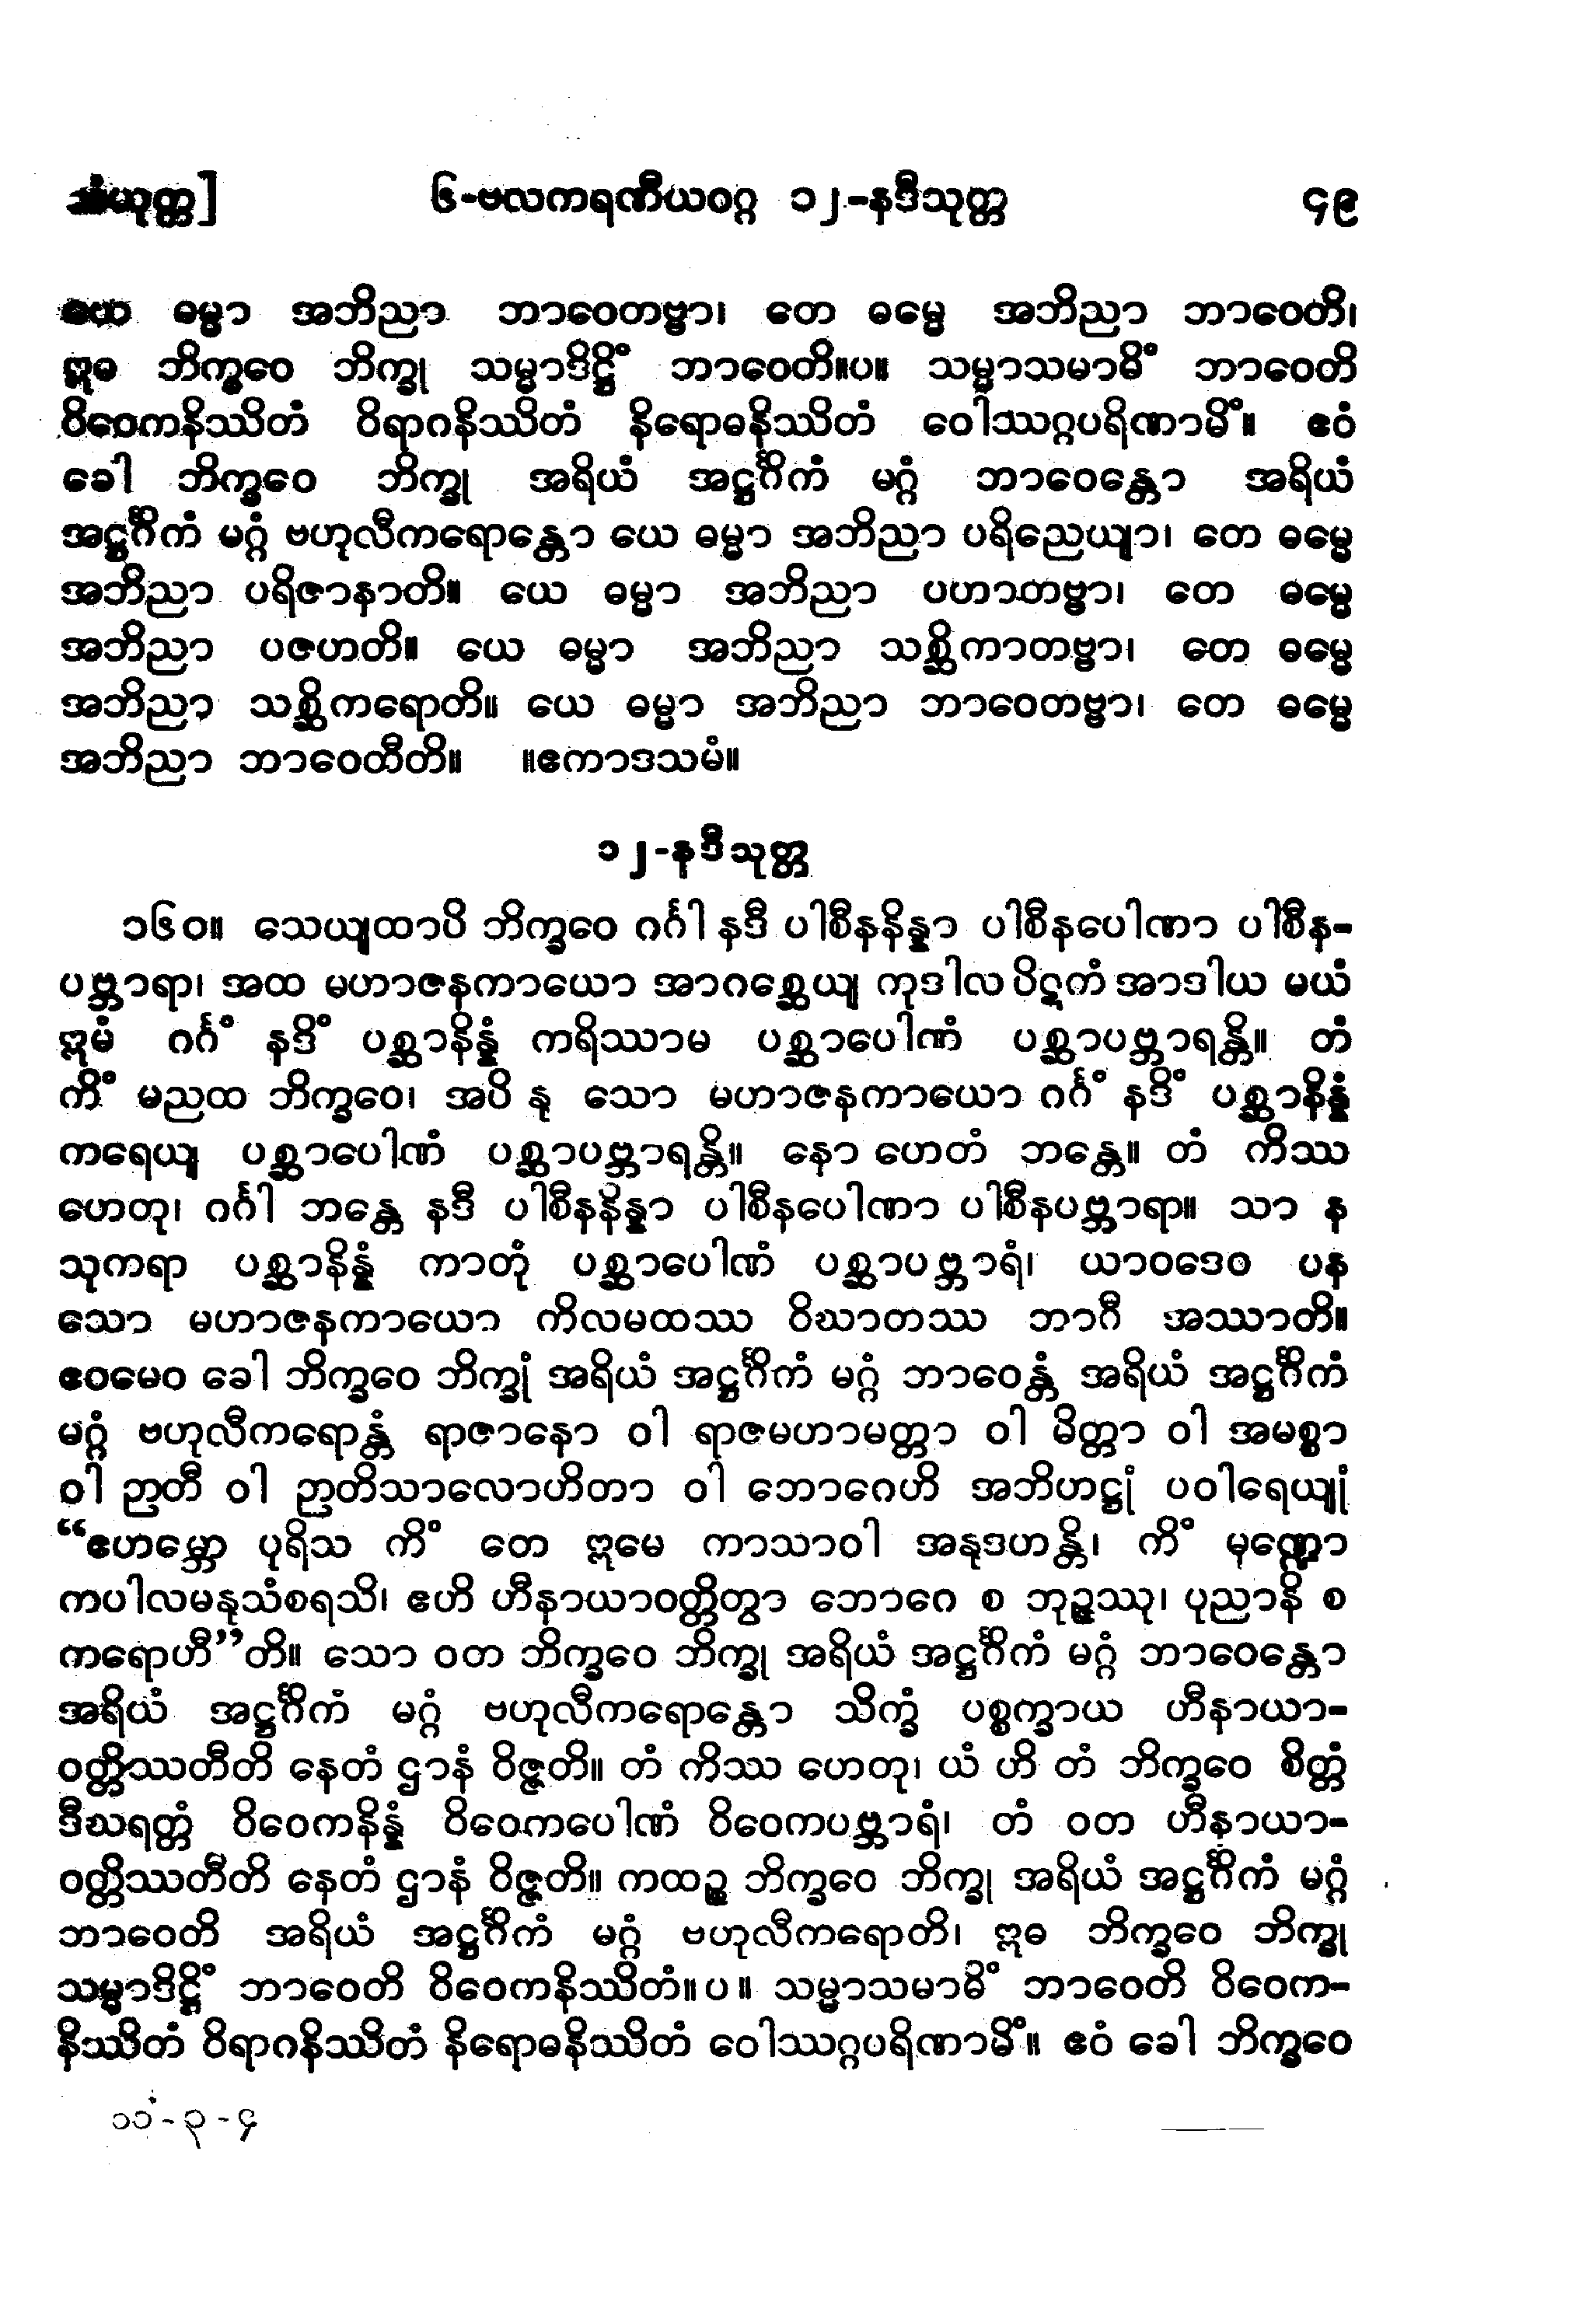 သံယုတ္တ] ၆-ဗလကရဏီယဝဂ္ဂ ၁၂-နဒီသုတ္တ ၄၉
ဓမ္မာ အဘိညာ ဘာဝေတဗ္ဗာ၊ တေ ဓမ္မေ အဘိညာ ဘာဝေတိ၊
ဣဓ ဘိက္ခဝေ ဘိက္ခု သမ္မာဒိဋ္ဌိံ ဘာဝေတိ။ပ။ သမ္မာသမာဓိံ ဘာဝေတိ
ဝိဝေကနိဿိတံ ဝိရာဂနိဿိတံ နိရောဓနိဿိတံ ဝေါဿဂ္ဂပရိဏာမိံ။ ဧဝံ
ခေါ ဘိက္ခဝေ ဘိက္ခု အရိယံ အဋ္ဌင်္ဂိကံ မဂ္ဂံ ဘာဝေန္တော အရိယံ
အဋ္ဌင်္ဂိကံ မဂ္ဂံ ဗဟုလီကရောန္တော ယေ ဓမ္မာ အဘိညာ ပရိညေယျာ၊ တေ ဓမ္မေ
အဘိညာ ပရိဇာနာတိ။ ယေ ဓမ္မာ အဘိညာ ပဟာတဗ္ဗာ၊ တေ ဓမ္မေ
အဘိညာ ပဇဟတိ။ ယေ ဓမ္မာ အဘိညာ သစ္ဆိကာတဗ္ဗာ၊ တေ ဓမ္မေ
အဘိညာ သစ္ဆိကရောတိ။ ယေ ဓမ္မာ အဘိညာ ဘာဝေတဗ္ဗာ၊ တေ ဓမ္မေ
အဘိညာ ဘာဝေတီတိ။ ။ဧကာဒသမံ။
၁၂-နဒီသုတ္တ
၁၆၀။ သေယျထာပိ ဘိက္ခဝေ ဂင်္ဂါ နဒီ ပါစီနနိန္နာ ပါစီနပေါဏာ ပါစီန-
ပဗ္ဘာရာ၊ အထ မဟာဇနကာယော အာဂစ္ဆေယျ ကုဒါလပိဋကံ အာဒါယ မယံ
ဣမံ ဂင်္ဂံ နဒိံ ပစ္ဆာနိန္နံ ကရိဿာမ ပစ္ဆာပေါဏံ ပစ္ဆာပဗ္ဘာရန္တိ။ တံ
ကိံ မညထ ဘိက္ခဝေ၊ အပိ နု သော မဟာဇနကာယော ဂင်္ဂံ နဒိံ ပစ္ဆာနိန္နံ
ကရေယျ ပစ္ဆာပေါဏံ ပစ္ဆာပဗ္ဘာရန္တိ။ နော ဟေတံ ဘန္တေ။ တံ ကိဿ
ဟေတု၊ ဂင်္ဂါ ဘန္တေ နဒီ ပါစီနနိန္နာ ပါစီနပေါဏာ ပါစီနပဗ္ဘာရာ။ သာ န
သုကရာ ပစ္ဆာနိန္နံ ကာတုံ ပစ္ဆာပေါဏံ ပစ္ဆာပဗ္ဘာရံ၊ ယာဝဒေဝ ပန
သော မဟာဇနကာယော ကိလမထဿ ဝိဃာတဿ ဘာဂီ အဿာတိ။
ဧဝမေဝ ခေါ ဘိက္ခဝေ ဘိက္ခုံ အရိယံ အဋ္ဌင်္ဂိကံ မဂ္ဂံ ဘာဝေန္တံ အရိယံ အဋ္ဌင်္ဂိကံ
မဂ္ဂံ ဗဟုလီကရောန္တံ ရာဇာနော ဝါ ရာဇမဟာမတ္တာ ဝါ မိတ္တာ ဝါ အမစ္စာ
ဝါ ဉာတီ ဝါ ဉာတိသာလောဟိတာ ဝါ ဘောဂေဟိ အဘိဟဋ္ဌုံ ပဝါရေယျုံ
“ဧဟမ္ဘော ပုရိသ ကိံ တေ ဣမေ ကာသာဝါ အနုဒဟန္တိ၊ ကိံ မုဏ္ဍော
ကပါလမနုသံစရသိ၊ ဧဟိ ဟီနာယာဝတ္တိတွာ ဘောဂေ စ ဘုဉ္ဇဿု၊ ပုညာနိ စ
ကရောဟီ”တိ။ သော ဝတ ဘိက္ခဝေ ဘိက္ခု အရိယံ အဋ္ဌင်္ဂိကံ မဂ္ဂံ ဘာဝေန္တော
အရိယံ အဋ္ဌင်္ဂိကံ မဂ္ဂံ ဗဟုလီကရောန္တော သိက္ခံ ပစ္စက္ခာယ ဟီနာယာ-
ဝတ္တိဿတီတိ နေတံ ဌာနံ ဝိဇ္ဇတိ။ တံ ကိဿ ဟေတု၊ ယံ ဟိ တံ ဘိက္ခဝေ စိတ္တံ
ဒီဃရတ္တံ ဝိဝေကနိန္နံ ဝိဝေကပေါဏံ ဝိဝေကပဗ္ဘာရံ၊ တံ ဝတ ဟီနာယာ-
ဝတ္တိဿတီတိ နေတံ ဌာနံ ဝိဇ္ဇတိ။ ကထဉ္စ ဘိက္ခဝေ ဘိက္ခု အရိယံ အဋ္ဌင်္ဂိကံ မဂ္ဂံ
ဘာဝေတိ အရိယံ အဋ္ဌင်္ဂိကံ မဂ္ဂံ ဗဟုလီကရောတိ၊ ဣဓ ဘိက္ခဝေ ဘိက္ခု
သမ္မာဒိဋ္ဌိံ ဘာဝေတိ ဝိဝေကနိဿိတံ။ပ။ သမ္မာသမာဓိံ ဘာဝေတိ ဝိဝေက-
နိဿိတံ ဝိရာဂနိဿိတံ နိရောဓနိဿိတံ ဝေါဿဂ္ဂပရိဏာမိံ။ ဧဝံ ခေါ ဘိက္ခဝေ
၁၁-၃-၄